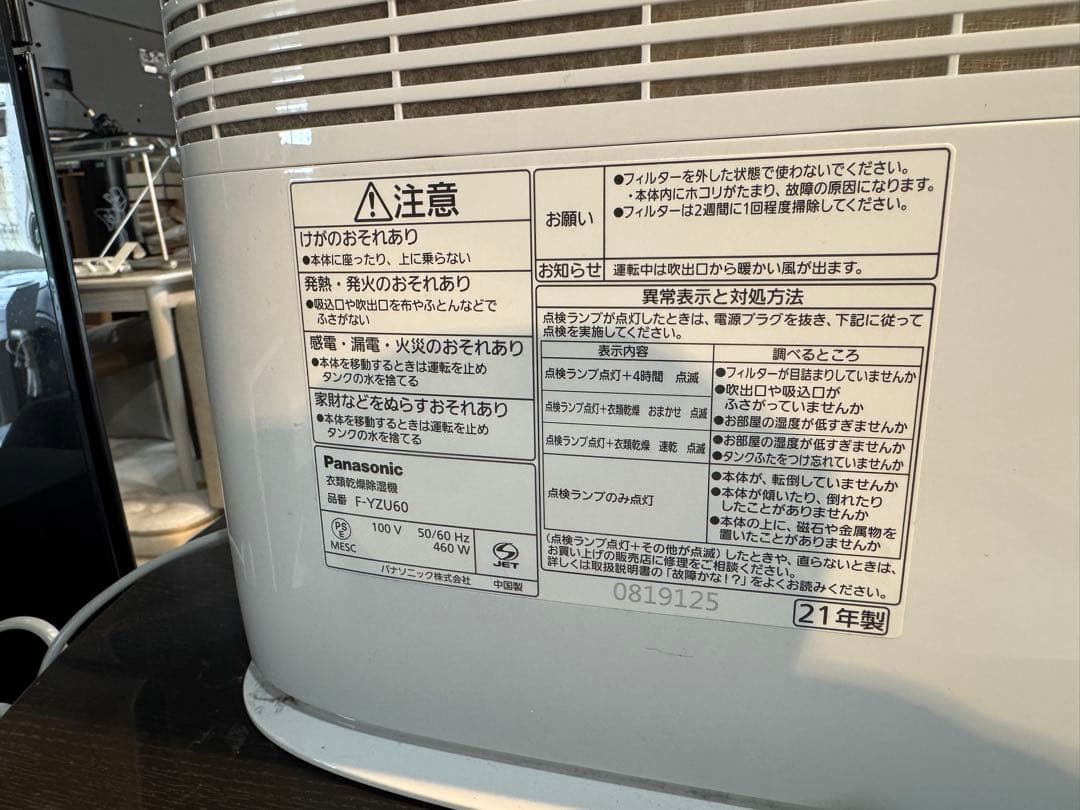 ⚠注意
けがのおそれあり
●本体に座ったり、上に乗らない
発熱・発火のおそれあり
●吸込口や吹出口を布やふとんなどで
ふさがない
感電・漏電・火災のおそれあり
●本体を移動するときは運転を止め
タンクの水を捨てる
家財などをぬらすおそれあり
●本体を移動するときは運転を止め
タンクの水を捨てる
Panasonic
衣類乾燥除湿機
品番 F-YZU60
PS
E
MESC
100 V 50/60 Hz
460 W
JET
パナソニック株式会社 中国製
お願い
●フィルターを外した状態で使わないでください。
・本体内にホコリがたまり、故障の原因になります。
●フィルターは2週間に1回程度掃除してください。
お知らせ 運転中は吹出口から暖かい風が出ます。
異常表示と対処方法
点検ランプが点灯したときは、電源プラグを抜き、下記に従って
点検を実施してください。
表示内容 調べるところ
点検ランプ点灯+4時間 点滅
●フィルターが目詰まりしていませんか
●吹出口や吸込口が
ふさがっていませんか
点検ランプ点灯+衣類乾燥 おまかせ 点滅
●お部屋の湿度が低すぎませんか
点検ランプ点灯+衣類乾燥 速乾 点滅
●お部屋の湿度が低すぎませんか
●タンクふたをつけ忘れていませんか
点検ランプのみ点灯
●本体が、転倒していませんか
●本体が傾いたり、倒れたり
したことがありませんか
●本体の上に、磁石や金属物を
置いたことがありませんか
(点検ランプ点灯+その他が点滅)したときや、直らないときは、
お買い上げの販売店に修理をご相談ください。
詳しくは取扱説明書の「故障かな!?」をよくお読みください。
0819125
21年製